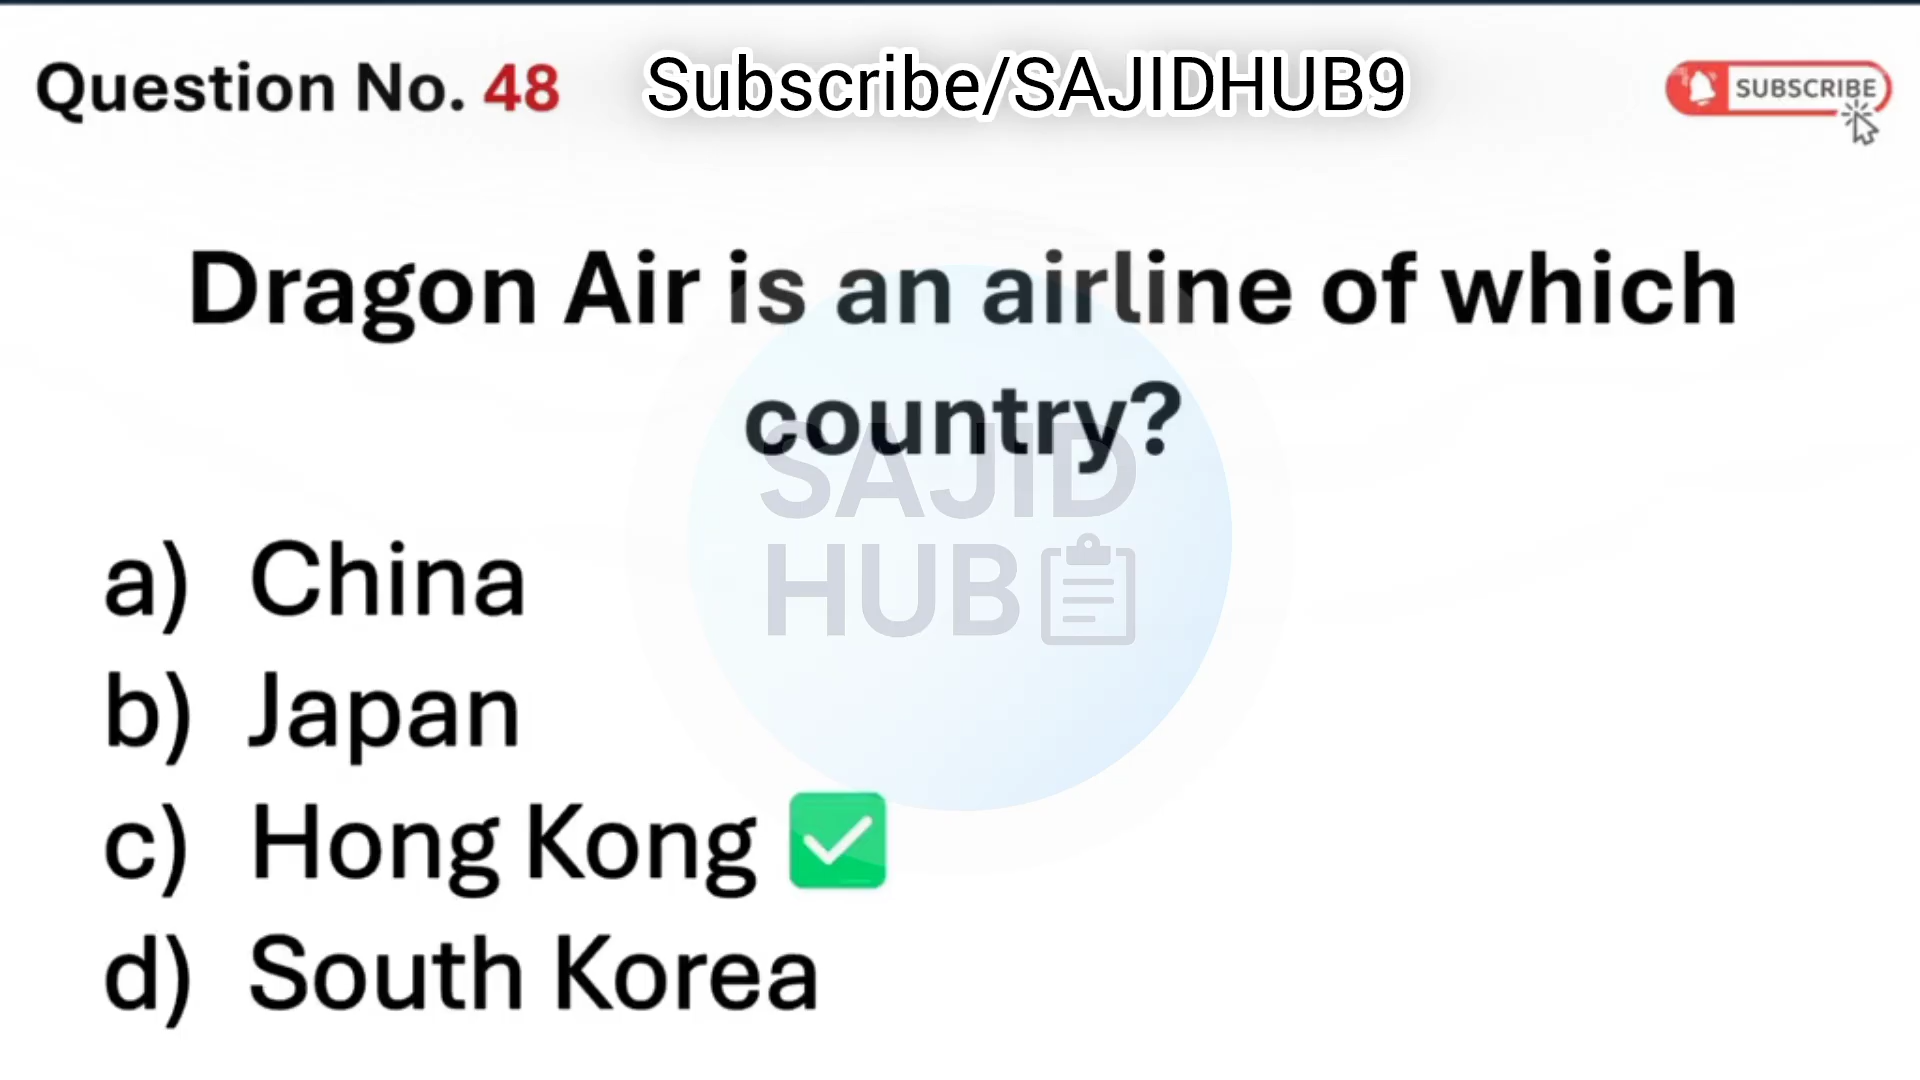 Question No. 48 Subscribe/SAJIDHUB9 SUBSCRIBE
Dragon Air is an airline of which
country?
SAJID
HUB
a) China
b) Japan
c) Hong Kong
d) South Korea